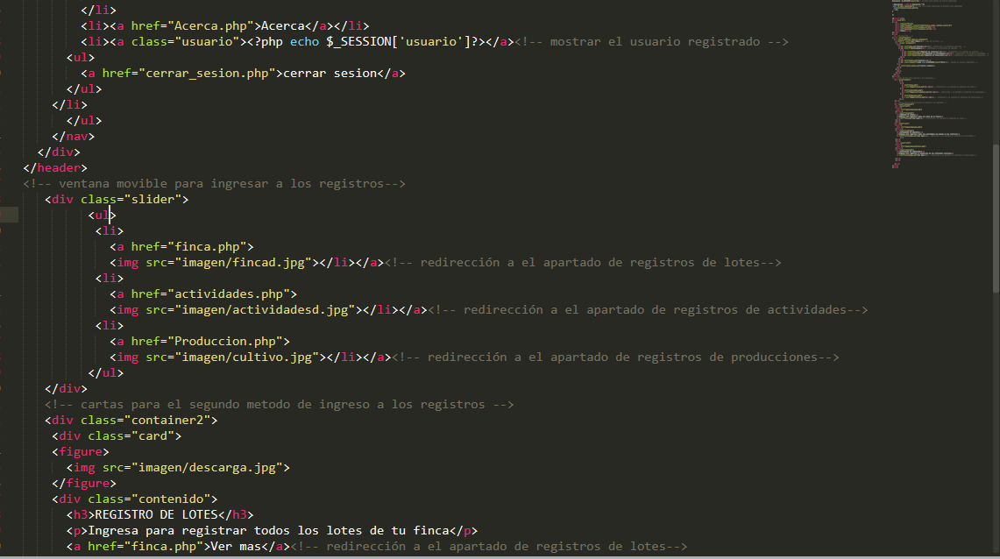 </li>
<li><a href="Acerca.php">Acerca</a></li>
<li><a class="usuario"><?php echo $_SESSION['usuario']?></a><!-- mostrar el usuario registrado -->
<ul>
<a href="cerrar_sesion.php">cerrar sesion</a>
</ul>
</li>
</ul>
</nav>
</div>
</header>
<!-- ventana movible para ingresar a los registros-->
<div class="slider">
<ul>
<li>
<a href="finca.php">
<img src="imagen/fincad.jpg"></li></a><!-- redirección a el apartado de registros de lotes-->
<li>
<a href="actividades.php">
<img src="imagen/actividadesd.jpg"></li></a><!-- redirección a el apartado de registros de actividades-->
<li>
<a href="Produccion.php">
<img src="imagen/cultivo.jpg"></li></a><!-- redirección a el apartado de registros de producciones-->
</ul>
</div>
<!-- cartas para el segundo metodo de ingreso a los registros -->
<div class="container2">
<div class="card">
<figure>
<img src="imagen/descarga.jpg">
</figure>
<div class="contenido">
<h3>REGISTRO DE LOTES</h3>
<p>Ingresa para registrar todos los lotes de tu finca</p>
<a href="finca.php">Ver mas</a><!-- redirección a el apartado de registros de lotes-->